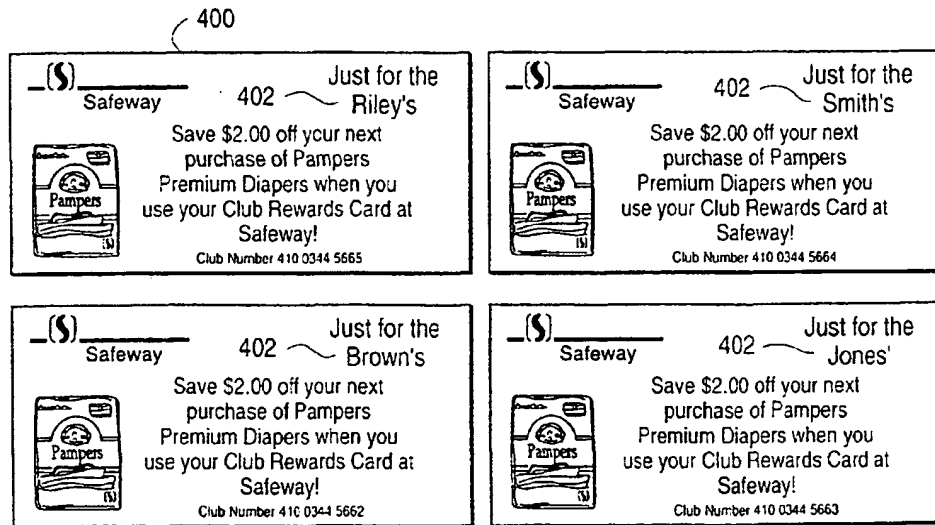 400
(S)
Safeway
402
Just for the
Riley's
Save $2.00 off your next
purchase of Pampers
Premium Diapers when you
use your Club Rewards Card at
Safeway!
Club Number 410 0344 5665
Pampers
(S)
Safeway
402
Just for the
Smith's
Save $2.00 off your next
purchase of Pampers
Premium Diapers when you
use your Club Rewards Card at
Safeway!
Club Number 410 0344 5664
Pampers
(S)
Safeway
402
Just for the
Brown's
Save $2.00 off your next
purchase of Pampers
Premium Diapers when you
use your Club Rewards Card at
Safeway!
Club Number 410 0344 5662
Pampers
(S)
Safeway
402
Just for the
Jones'
Save $2.00 off your next
purchase of Pampers
Premium Diapers when you
use your Club Rewards Card at
Safeway!
Club Number 410 0344 5663
Pampers